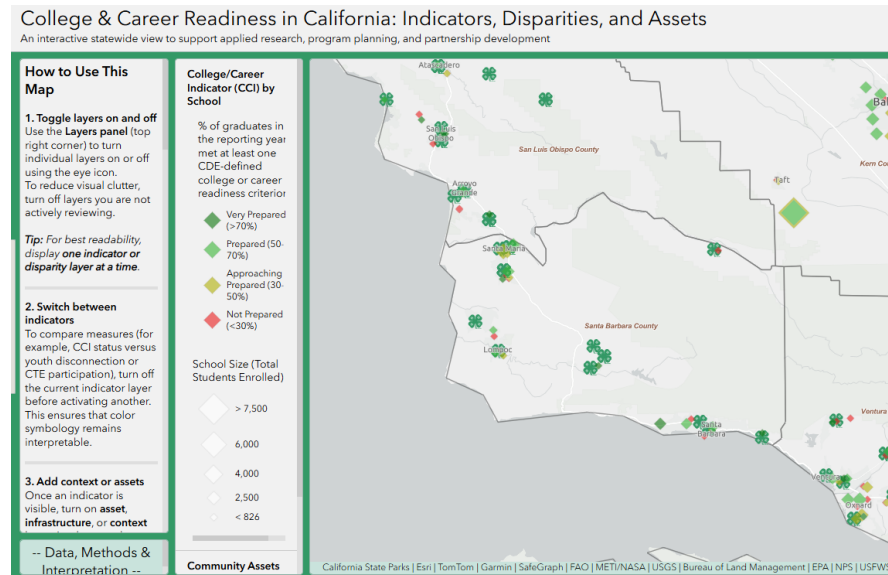 College & Career Readiness in California: Indicators, Disparities, and Assets
An interactive statewide view to support applied research, program planning, and partnership development
How to Use This
Map
1. Toggle layers on and off
Use the Layers panel (top
right corner) to turn
individual layers on or off
using the eye icon.
To reduce visual clutter,
turn off layers you are not
actively reviewing.
Tip: For best readability,
display one indicator or
disparity layer at a time.
2. Switch between
indicators
To compare measures (for
example, CCI status versus
youth disconnection or
CTE participation), turn off
the current indicator layer
before activating another.
This ensures that color
symbology remains
interpretable.
3. Add context or assets
Once an indicator is
visible, turn on asset,
infrastructure, or context
-- Data, Methods &
Interpretation --
College/Career
Indicator (CCI) by
School
% of graduates in
the reporting year
met at least one
CDE-defined
college or career
readiness criterior
Very Prepared
(>70%)
Prepared (50-
70%)
Approaching
Prepared (30-
50%)
Not Prepared
(<30%)
School Size (Total
Students Enrolled)
> 7,500
6,000
4,000
2,500
< 826
Community Assets
Atascadero
San Luis
Obispo
San Luis Obispo County
Arroyo
Grande
Santa Maria
Lompoc
Santa Barbara County
Santa
Barbara
Taft
Bal
Kern Co
Ventura
Ventura
Oxnard
California State Parks | Esri | TomTom | Garmin | SafeGraph | FAO | METI/NASA | USGS | Bureau of Land Management | EPA | NPS | USFWS